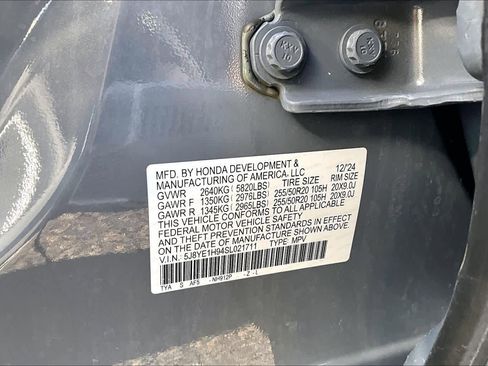 MFD. BY HONDA DEVELOPMENT & 12/'24
MANUFACTURING OF AMERICA, LLC
GVWR 2640KG ( 5820LBS) TIRE SIZE RIM SIZE
GAWR F 1350KG ( 2976LBS) 255/50R20 105H 20X9.0J
GAWR R 1345KG ( 2965LBS) 255/50R20 105H 20X9.0J
THIS VEHICLE CONFORMS TO ALL APPLICABLE
FEDERAL MOTOR VEHICLE SAFETY
AND THEFT PREVENTION STANDARDS IN EFFECT
ON THE DATE OF MANUFACTURE SHOWN ABOVE.
V.I.N.: 5J8YE1H94SL021711 TYPE: MPV
TYA S AF5 -NH912P -Z-L